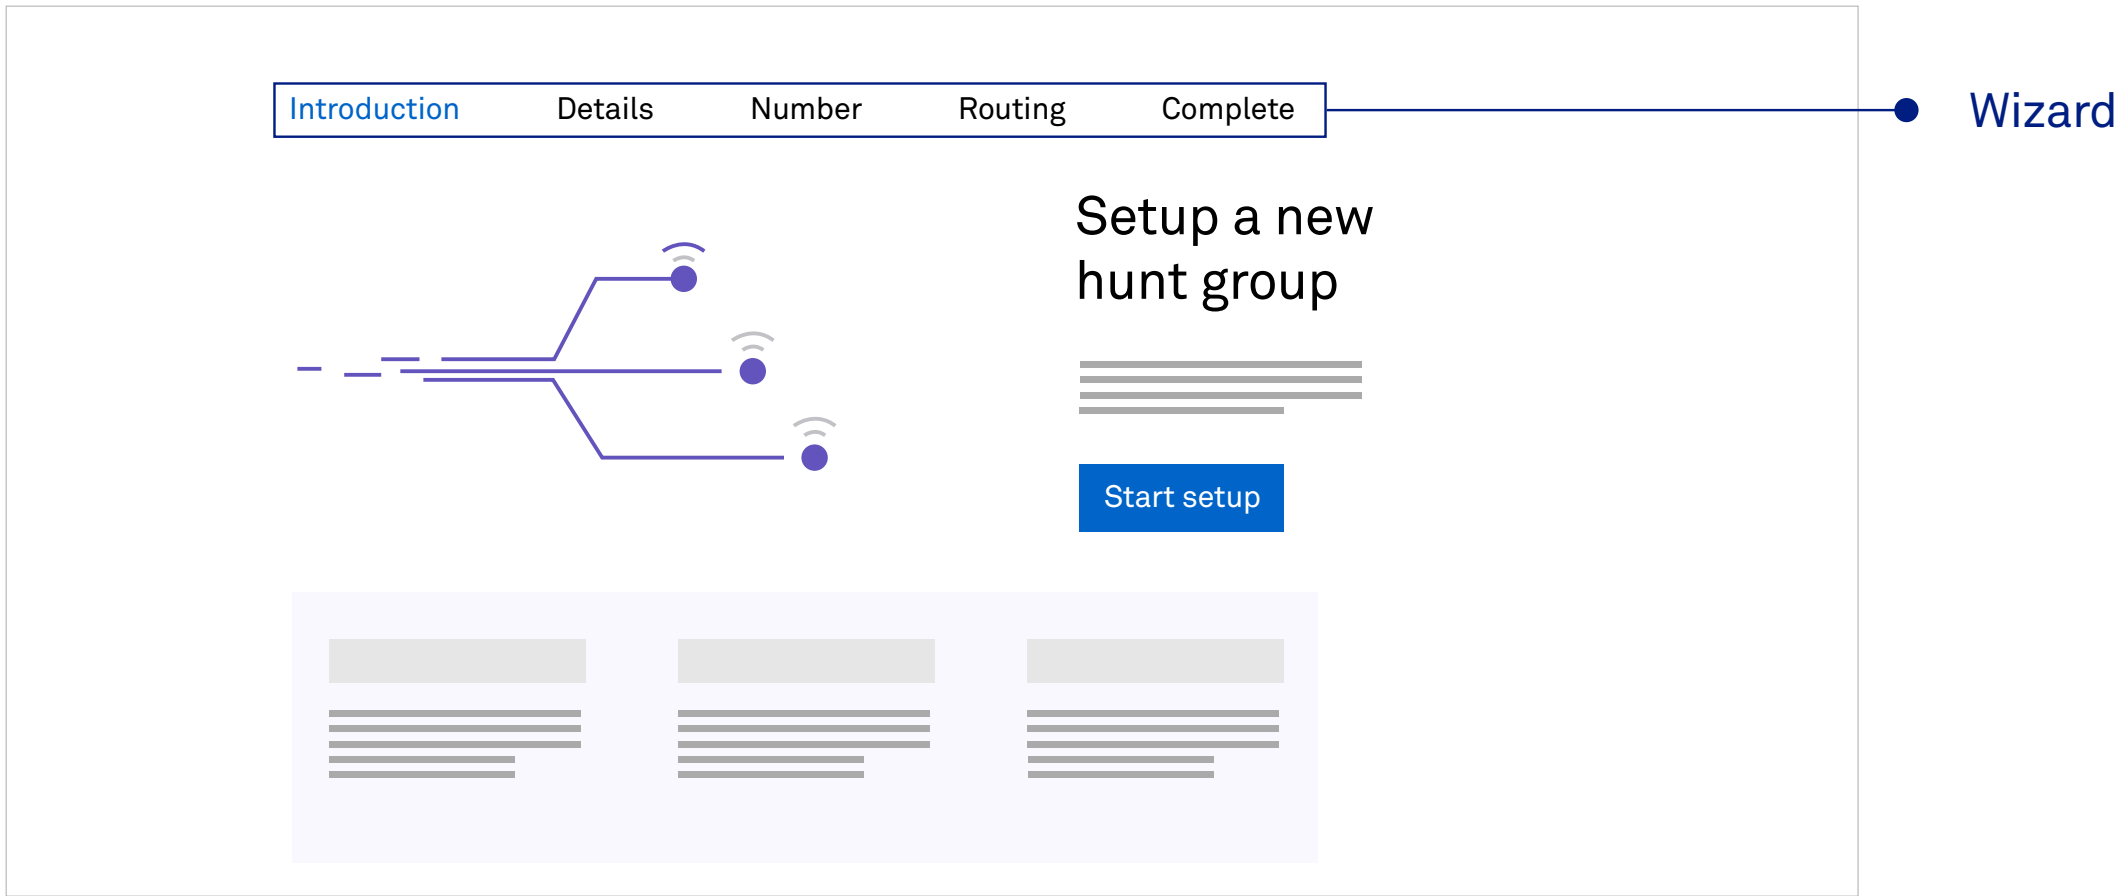 Introduction Details Number Routing Complete
Wizard
Setup a new
hunt group
Start setup